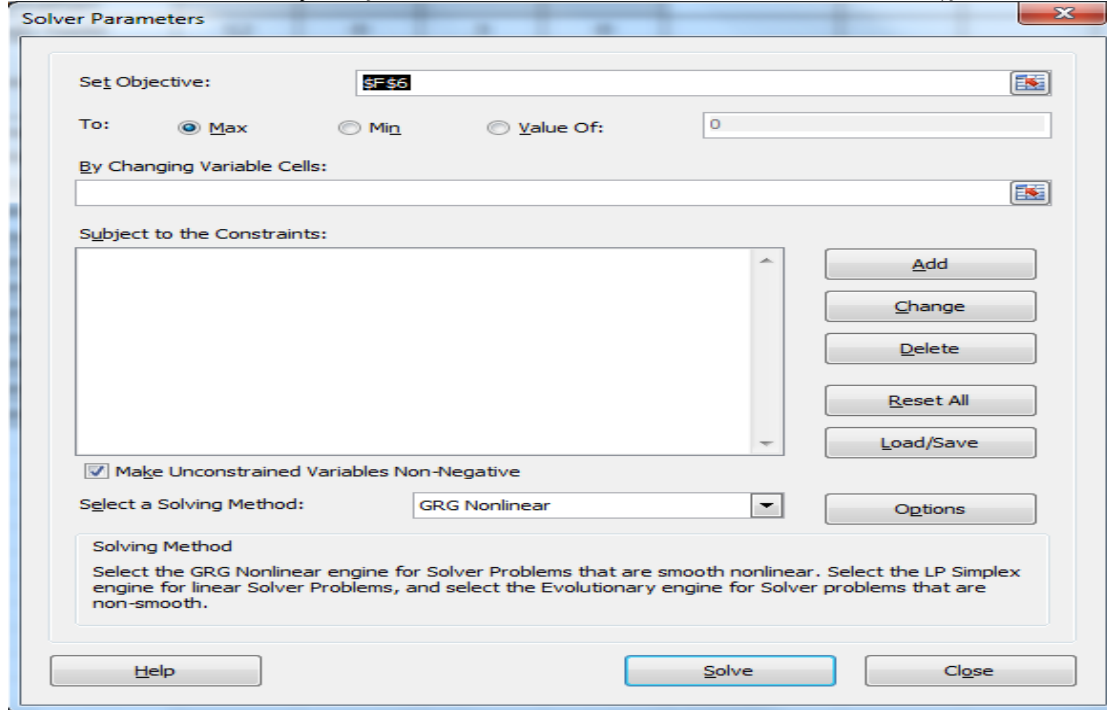 Solver Parameters
Set Objective:
$F$6
To:
Max
Min
Value Of:
0
By Changing Variable Cells:
Subject to the Constraints:
Add
Change
Delete
Reset All
Load/Save
Make Unconstrained Variables Non-Negative
Select a Solving Method:
GRG Nonlinear
Options
Solving Method
Select the GRG Nonlinear engine for Solver Problems that are smooth nonlinear. Select the LP Simplex
engine for linear Solver Problems, and select the Evolutionary engine for Solver problems that are
non-smooth.
Help
Solve
Close